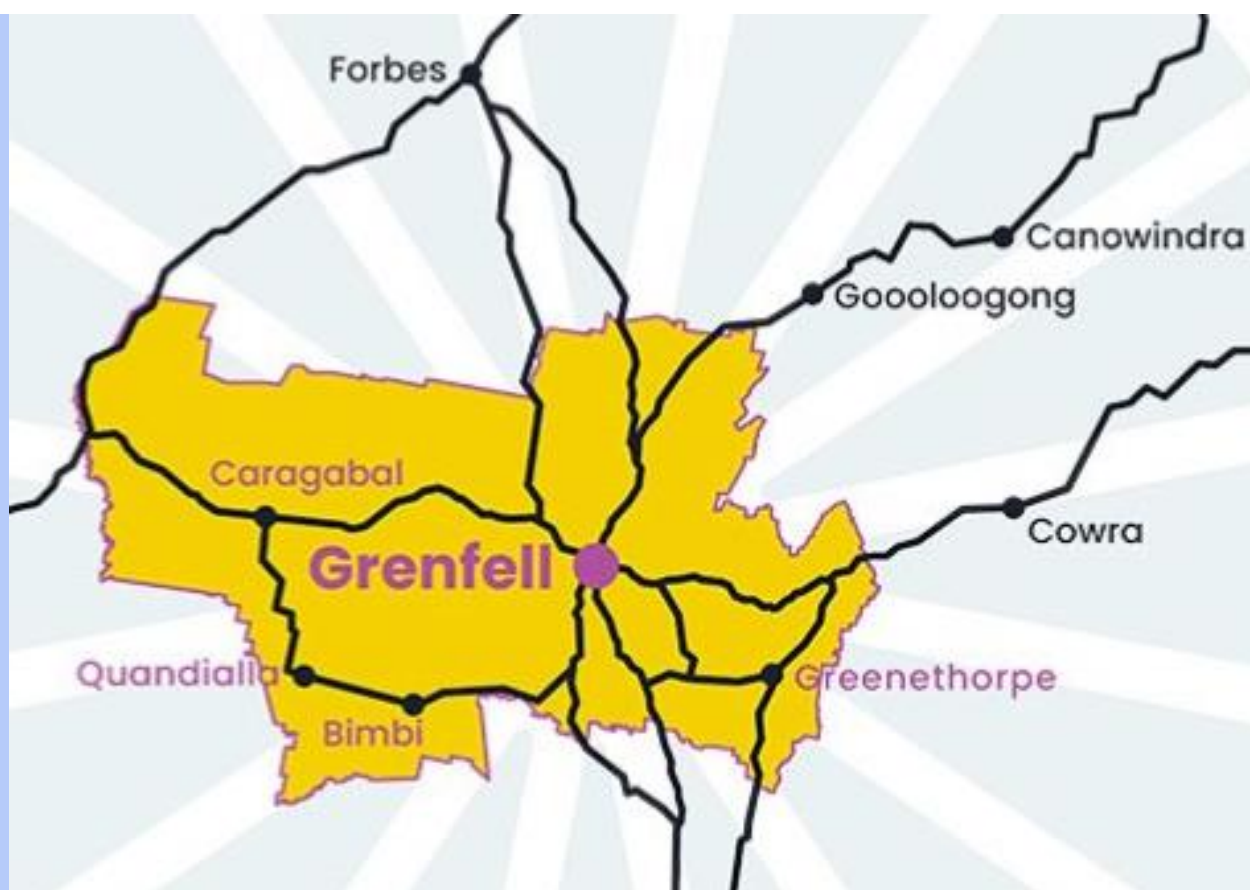 Forbes
Canowindra
Goooloogong
Caragabal
Cowra
Grenfell
Quandialla
Greenethorpe
Bimbi